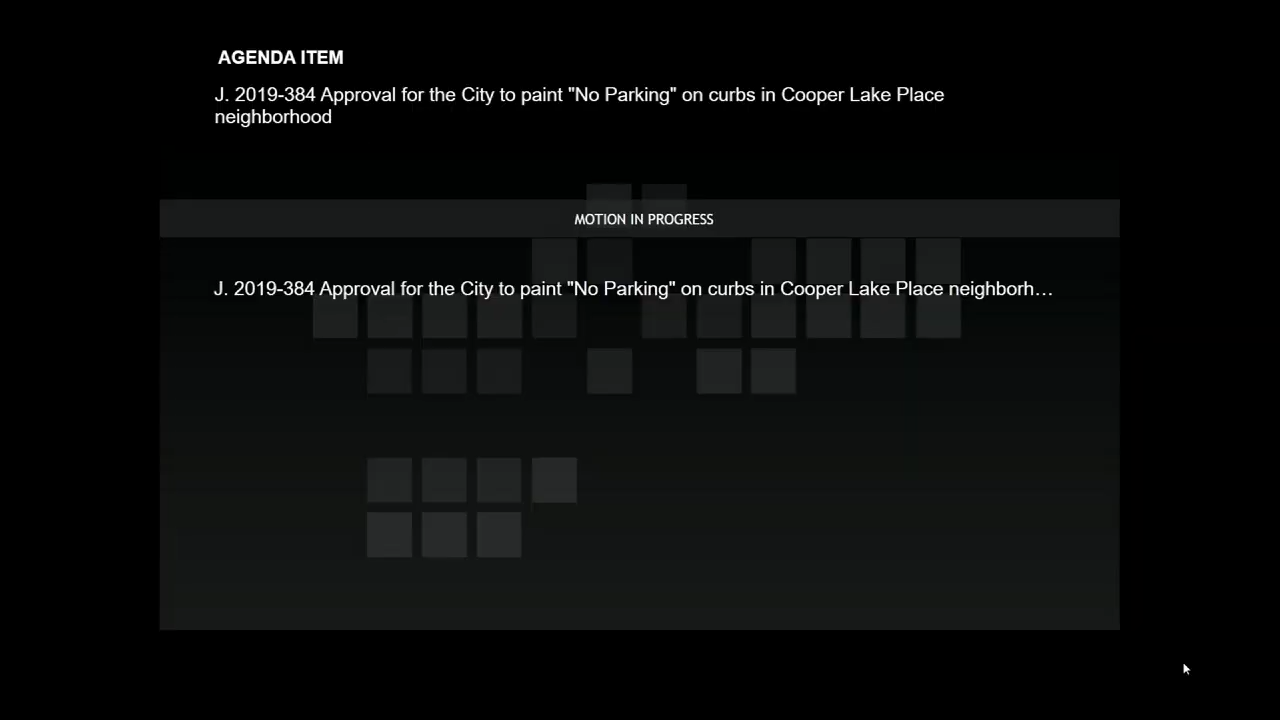 AGENDA ITEM
J. 2019-384 Approval for the City to paint "No Parking" on curbs in Cooper Lake Place
neighborhood
MOTION IN PROGRESS
J. 2019-384 Approval for the City to paint "No Parking" on curbs in Cooper Lake Place neighborh…